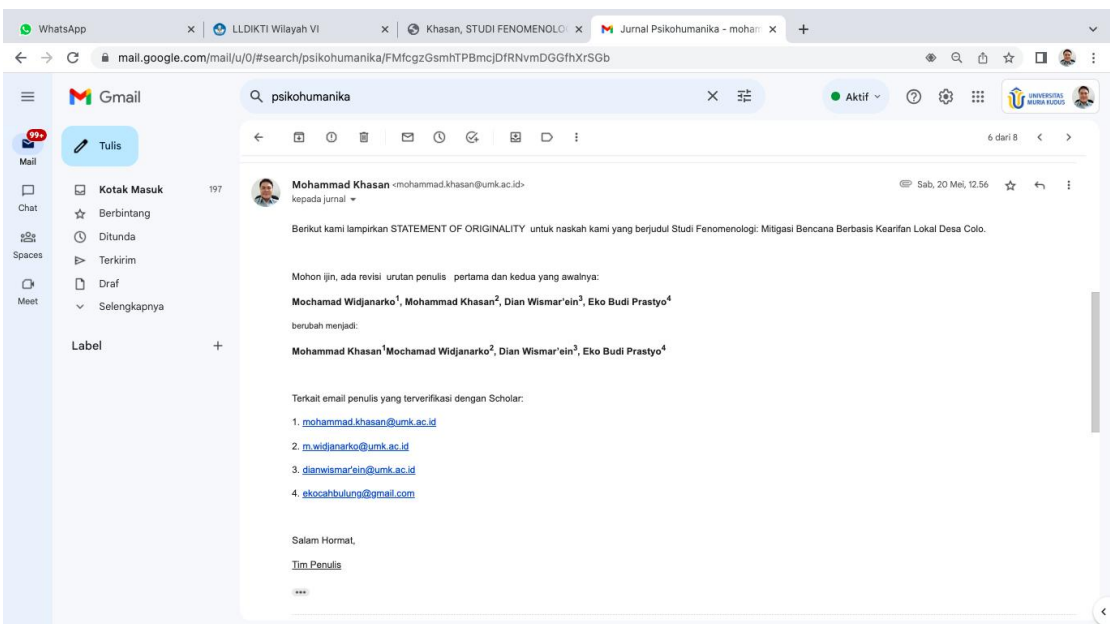 WhatsApp
LLDIKTI Wilayah VI
Khasan, STUDI FENOMENOLO
Jurnal Psikohumanika - moham
mail.google.com/mail/u/0/#search/psikohumanika/FMfcgzGsmhTPBmcjDfRNvmDGGfhXrSGb
Gmail
psikohumanika
Aktif
UNIVERSITAS
MURIA KUDUS
99+
Mail
Chat
Spaces
Meet
Tulis
Kotak Masuk 197
Berbintang
Ditunda
Terkirim
Draf
Selengkapnya
Label
6 dari 8
Mohammad Khasan <mohammad.khasan@umk.ac.id>
Sab, 20 Mei, 12.56
kepada jurnal
Berikut kami lampirkan STATEMENT OF ORIGINALITY untuk naskah kami yang berjudul Studi Fenomenologi: Mitigasi Bencana Berbasis Kearifan Lokal Desa Colo.
Mohon ijin, ada revisi urutan penulis pertama dan kedua yang awalnya:
Mochamad Widjanarko1, Mohammad Khasan2, Dian Wismar'ein3, Eko Budi Prastyo4
berubah menjadi:
Mohammad Khasan1Mochamad Widjanarko2, Dian Wismar'ein3, Eko Budi Prastyo4
Terkait email penulis yang terverifikasi dengan Scholar:
1. mohammad.khasan@umk.ac.id
2. m.widjanarko@umk.ac.id
3. dianwismar'ein@umk.ac.id
4. ekocahbulung@gmail.com
Salam Hormat,
Tim Penulis